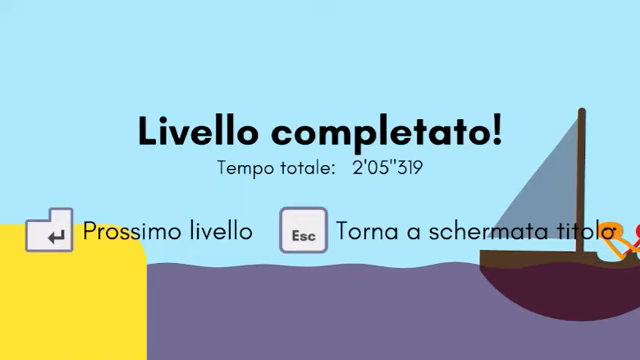 Livello completato!
Tempo totale: 2'05"319
Prossimo livello Esc Torna a schermata titolo